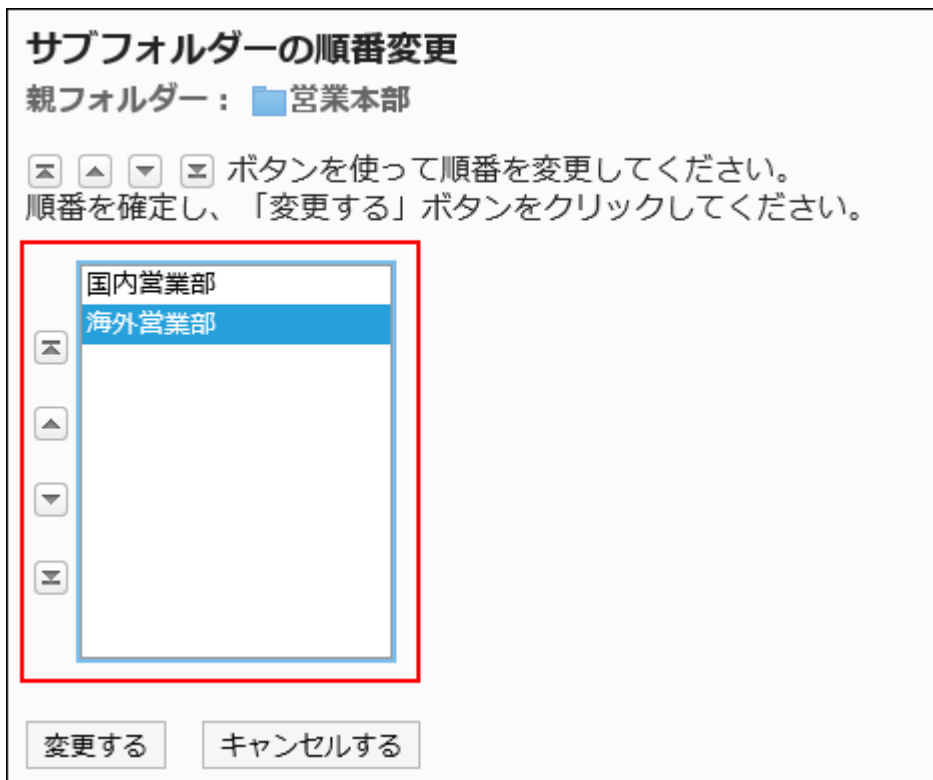 サブフォルダーの順番変更
親フォルダー： 営業本部
ボタンを使って順番を変更してください。
順番を確定し、「変更する」ボタンをクリックしてください。
国内営業部
海外営業部
変更する
キャンセルする